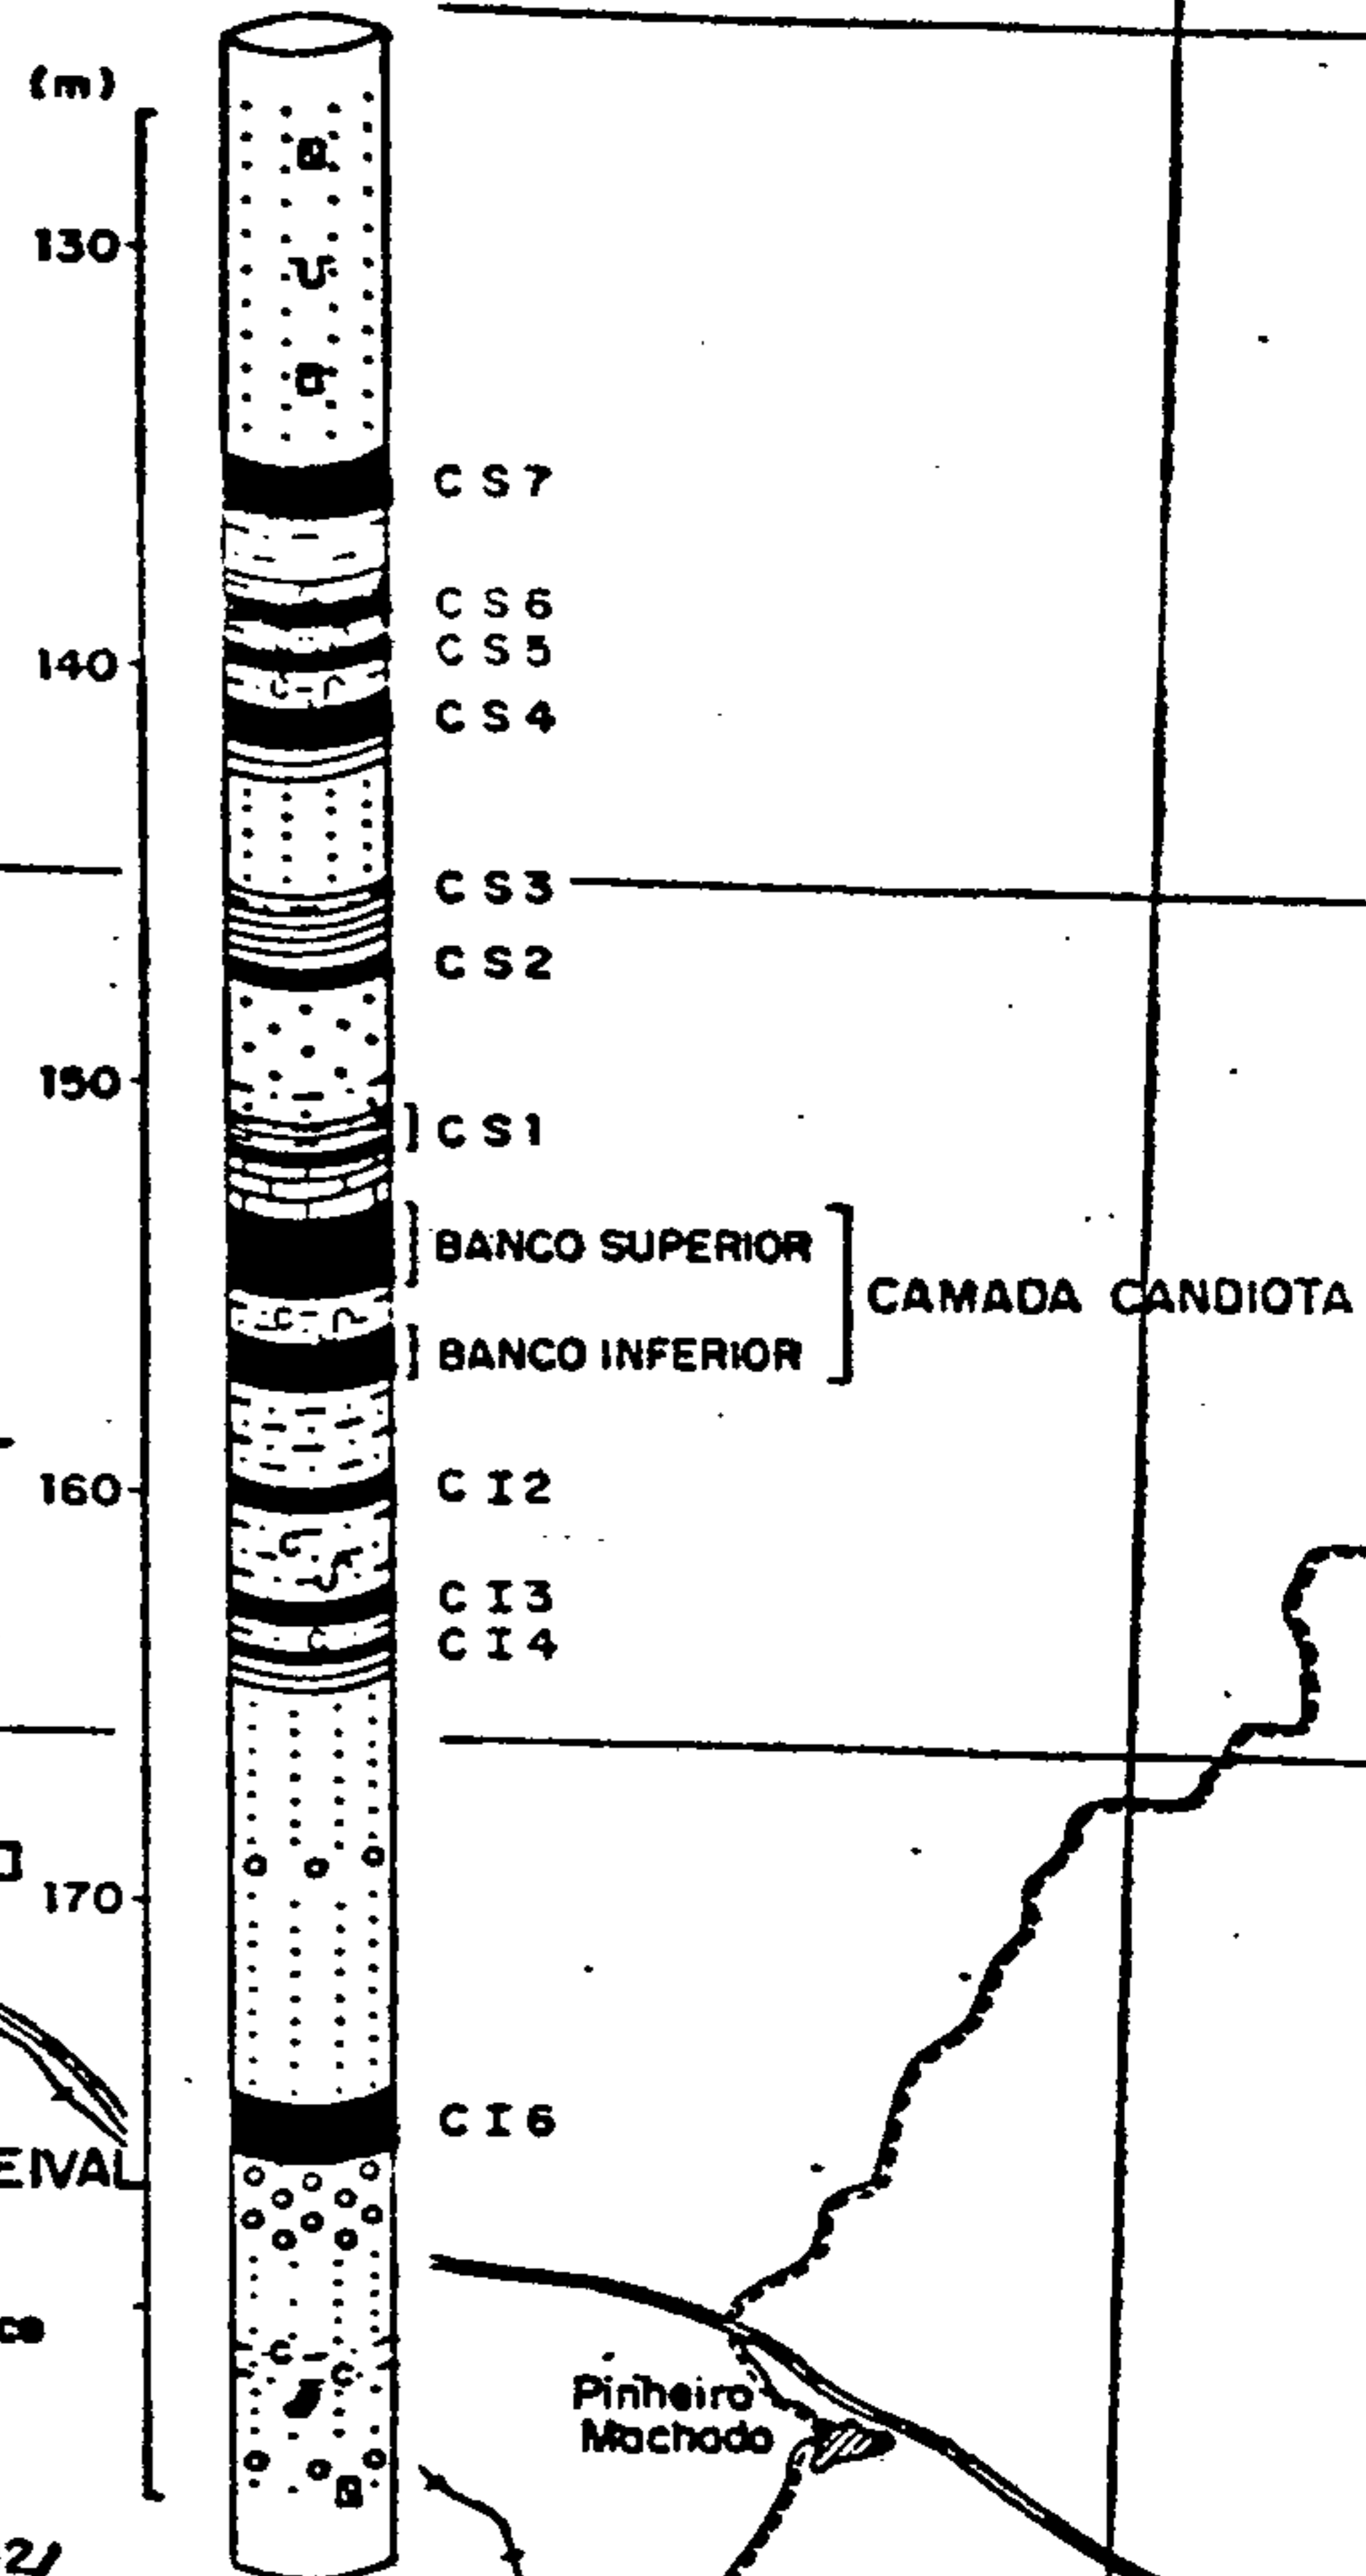 (m)
130
CS7
CS6
CS5
140
CS4
CS3
CS2
150
CS1
BANCO SUPERIOR
CAMADA CANDIOTA
BANCO INFERIOR
160
CI2
CI3
CI4
170
CI6
EIVAL
Pinheiro
Machado